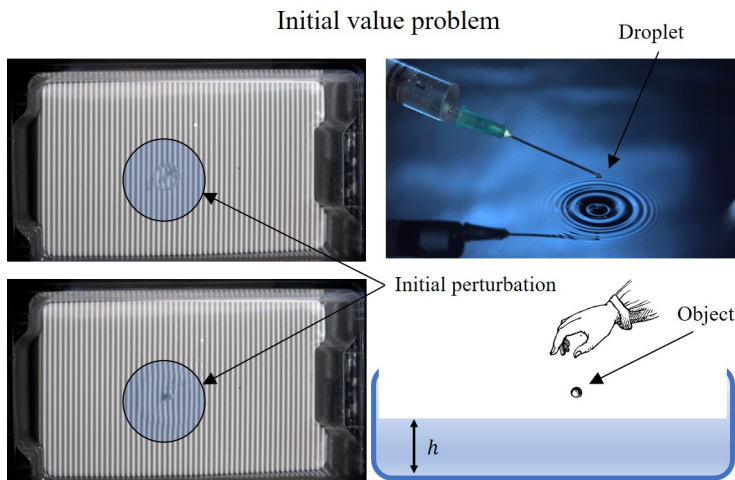 Initial value problem
Droplet
Initial perturbation
Object
h